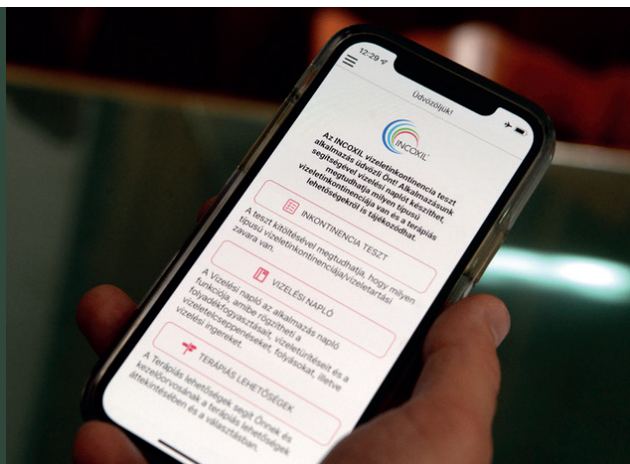 12:29
Üdvözöljük!
INCOXIL
Az INCOXIL vizeletinkontinencia teszt
alkalmazás üdvözli Önt! Alkalmazásunk
segítségével vizelési naplót készíthet,
megtudhatja milyen típusú
vizeletinkontinenciája van és a terápiás
lehetőségekről is tájékozódhat.
INKONTINENCIA TESZT
A teszt kitöltésével megtudhatja, hogy milyen
típusú vizeletinkontinenciája/vizeletartási
zavara van.
VIZELÉSI NAPLÓ
A Vizelési napló az alkalmazás napló
funkciója, amibe rögzítheti a
folyadékfogyasztásait, vizeletürítéseit és a
vizeletelcseppenéseket, folyásokat, illetve
vizelési ingereket.
TERÁPIÁS LEHETŐSÉGEK
A Terápiás lehetőségek segít Önnek és
kezelőorvosának a terápiás lehetőségek
áttekintésében és a választásban.